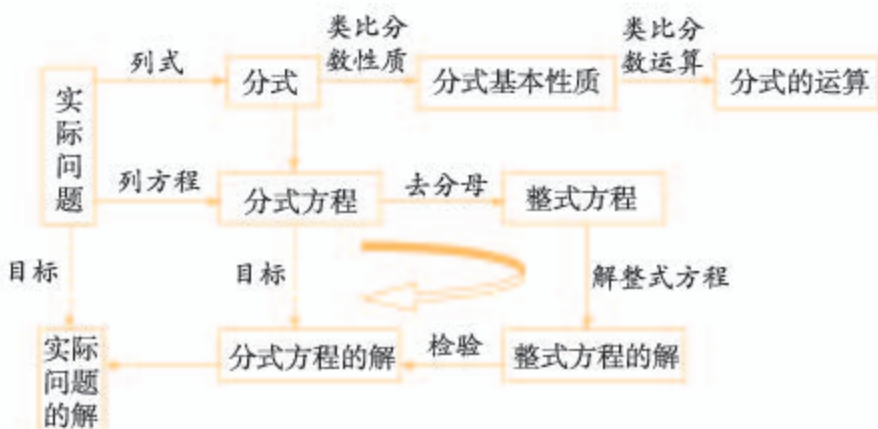 类比分
数性质
类比分
数运算
列式
分式
分式基本性质
分式的运算
实际问题
列方程
分式方程
去分母
整式方程
目标
目标
解整式方程
实际
问题
的解
分式方程的解
检验
整式方程的解